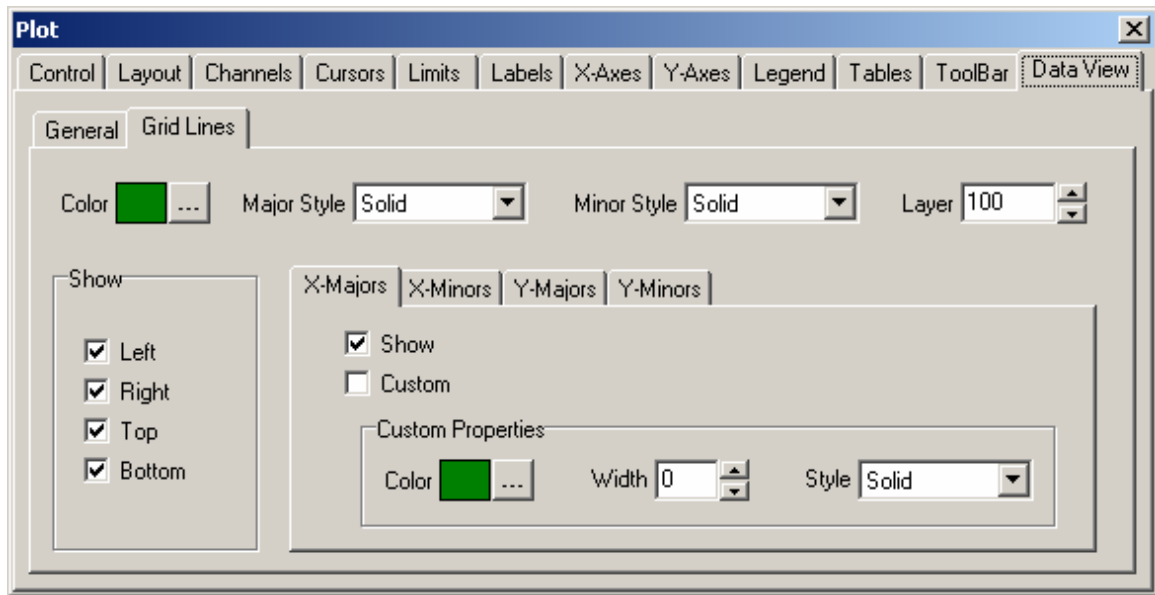 Plot
Control Layout Channels Cursors Limits Labels X-Axes Y-Axes Legend Tables ToolBar Data View
General Grid Lines
Color ... Major Style Solid Minor Style Solid Layer 100
Show
Left
Right
Top
Bottom
X-Majors X-Minors Y-Majors Y-Minors
Show
Custom
Custom Properties
Color ... Width 0 Style Solid